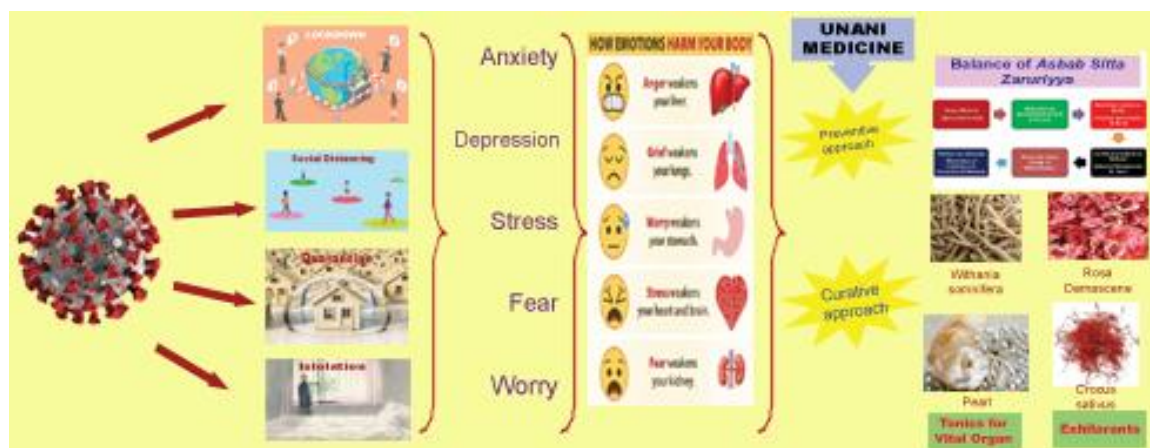 LOCKDOWN
Social Distancing
Quarantine
Isiolation
Anxiety
Depression
Stress
Fear
Worry
HOW EMOTIONS HARM YOUR BODY
Anger weakens
your liver.
Grief weakens
your lungs.
Worry weakens
your stomach.
Stress weakens
your heart and brain.
Fear weakens
your kidney.
UNANI
MEDICINE
Preventive
approach
Curative
approach
Balance of Asbab Sitta
Zaruriyya
Withania
somnifera
Rosa
Damascene
Pearl
Crocus
sativus
Tonics for
Vital Organ
Exhilarants